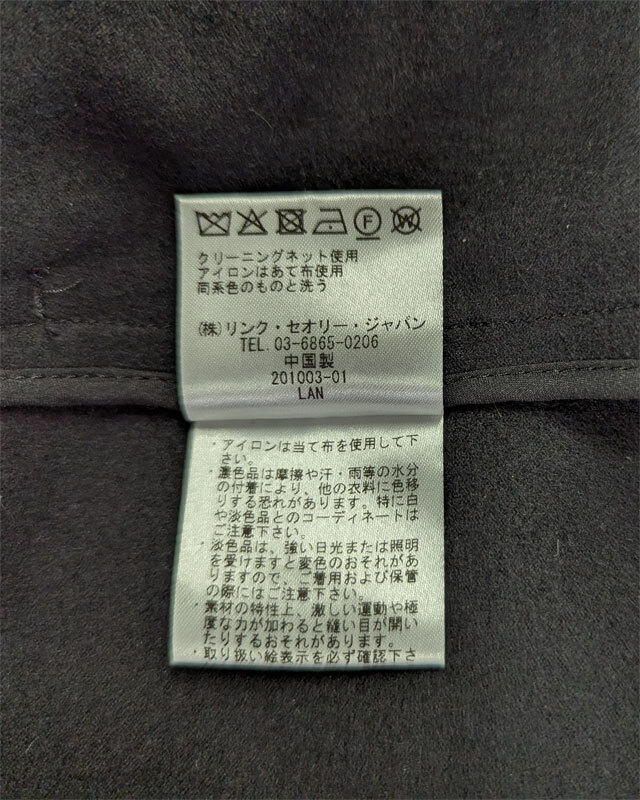 F
W
クリーニングネット使用
アイロンはあて布使用
同系色のものと洗う
(株)リンク・セオリー・ジャパン
TEL. 03-6865-0206
中国製
201003-01
LAN
・アイロンは当て布を使用して下
さい。
・濃色品は摩擦や汗・雨等の水分
の付着により、他の衣料に色移
りする恐れがあります。特に白
や淡色品とのコーディネートは
ご注意下さい。
・淡色品は、強い日光または照明
を受けますと変色のおそれがあ
りますので、ご着用および保管
の際にはご注意下さい。
・素材の特性上、激しい運動や極
度な力が加わると縫い目が開い
たりするおそれがあります。
・取り扱い絵表示を必ず確認下さ